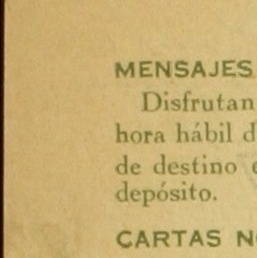 MENSAJES
Disfrutan
hora hábil d
de destino
depósito.
CARTAS N